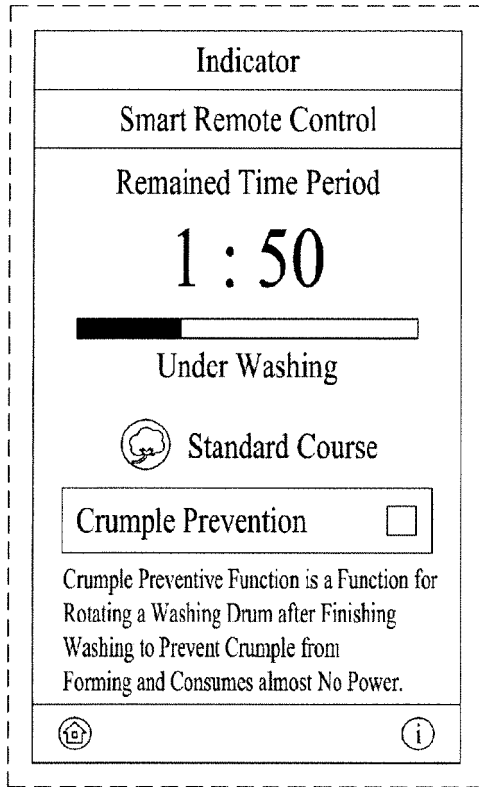 Indicator
Smart Remote Control
Remained Time Period
1 : 50
Under Washing
Standard Course
Crumple Prevention
Crumple Preventive Function is a Function for
Rotating a Washing Drum after Finishing
Washing to Prevent Crumple from
Forming and Consumes almost No Power.
i